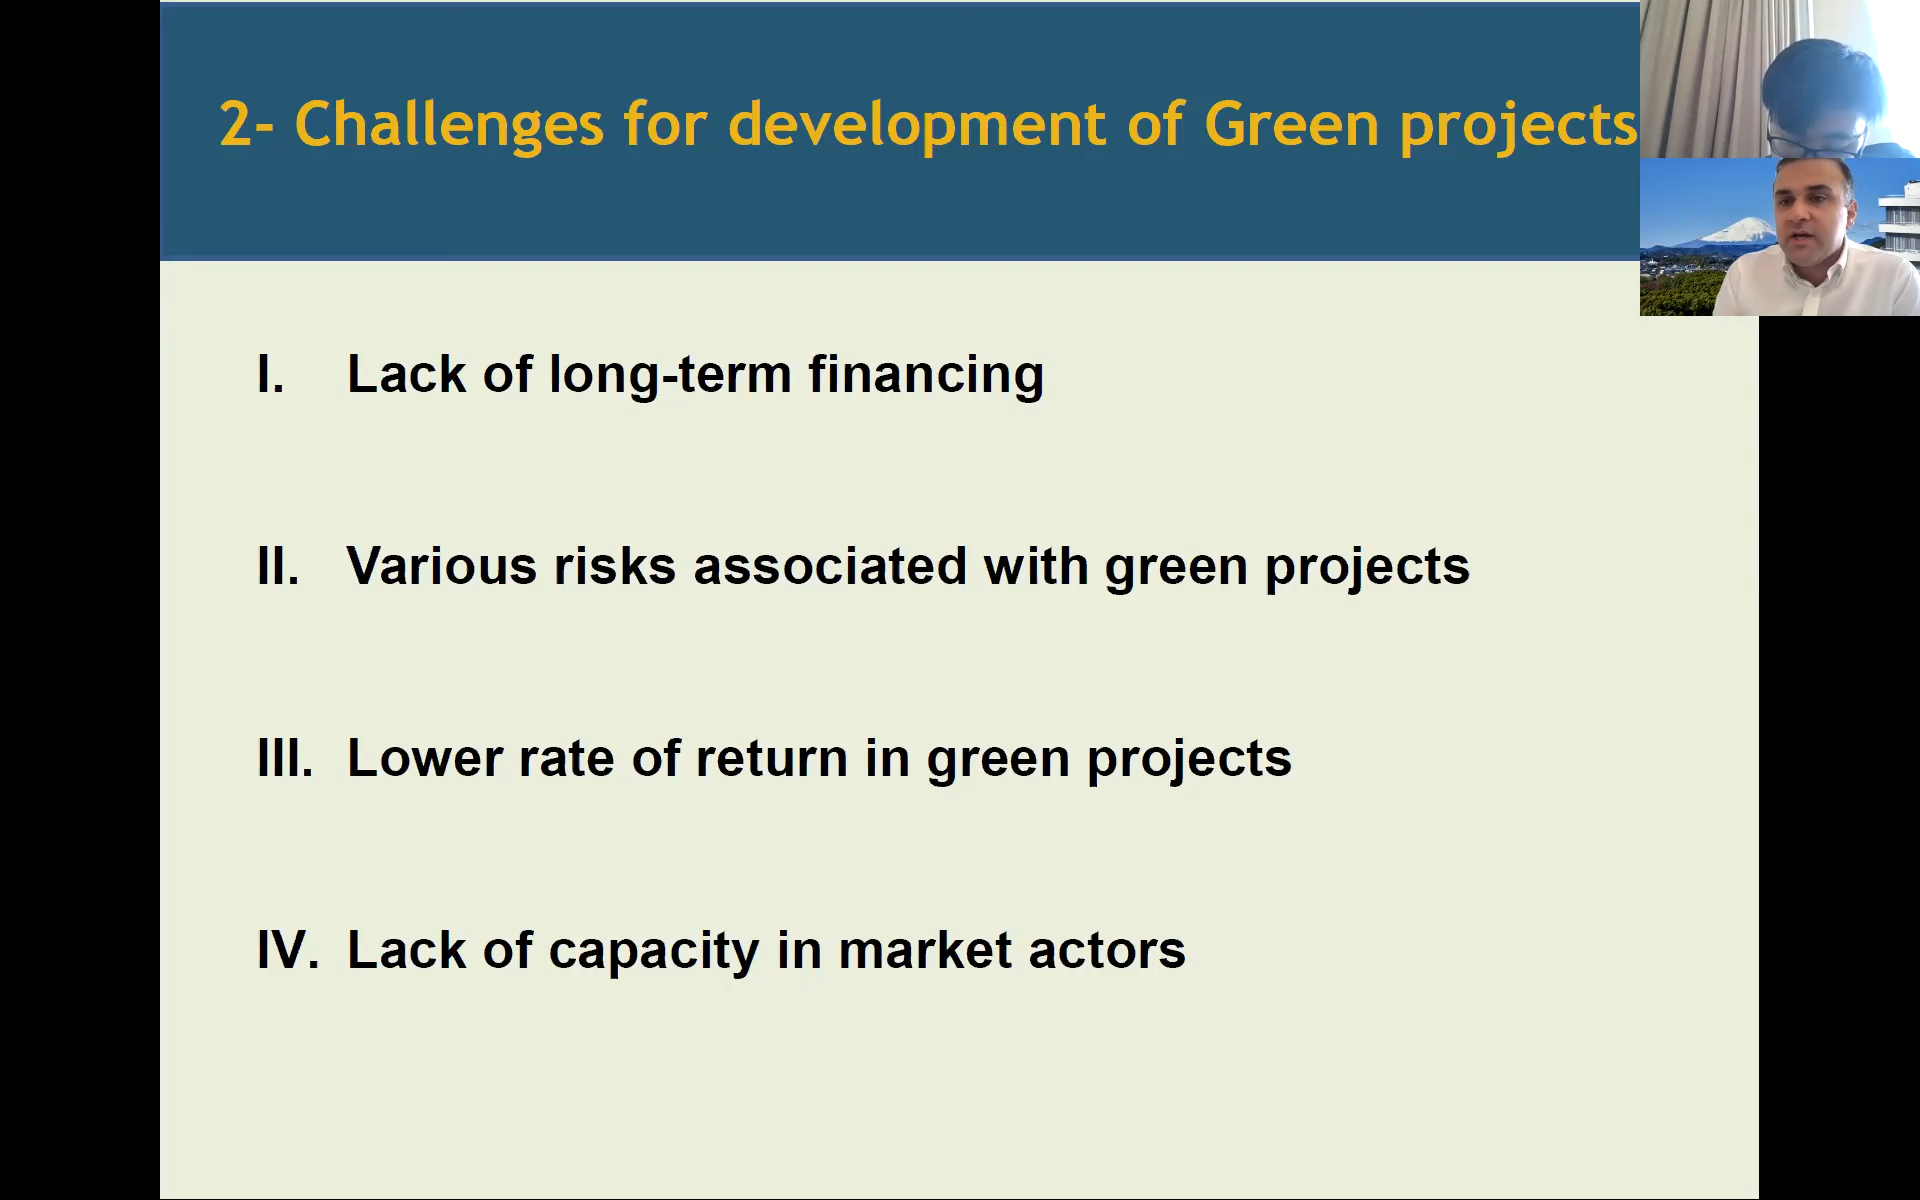 2- Challenges for development of Green projects
I. Lack of long-term financing
II. Various risks associated with green projects
III. Lower rate of return in green projects
IV. Lack of capacity in market actors